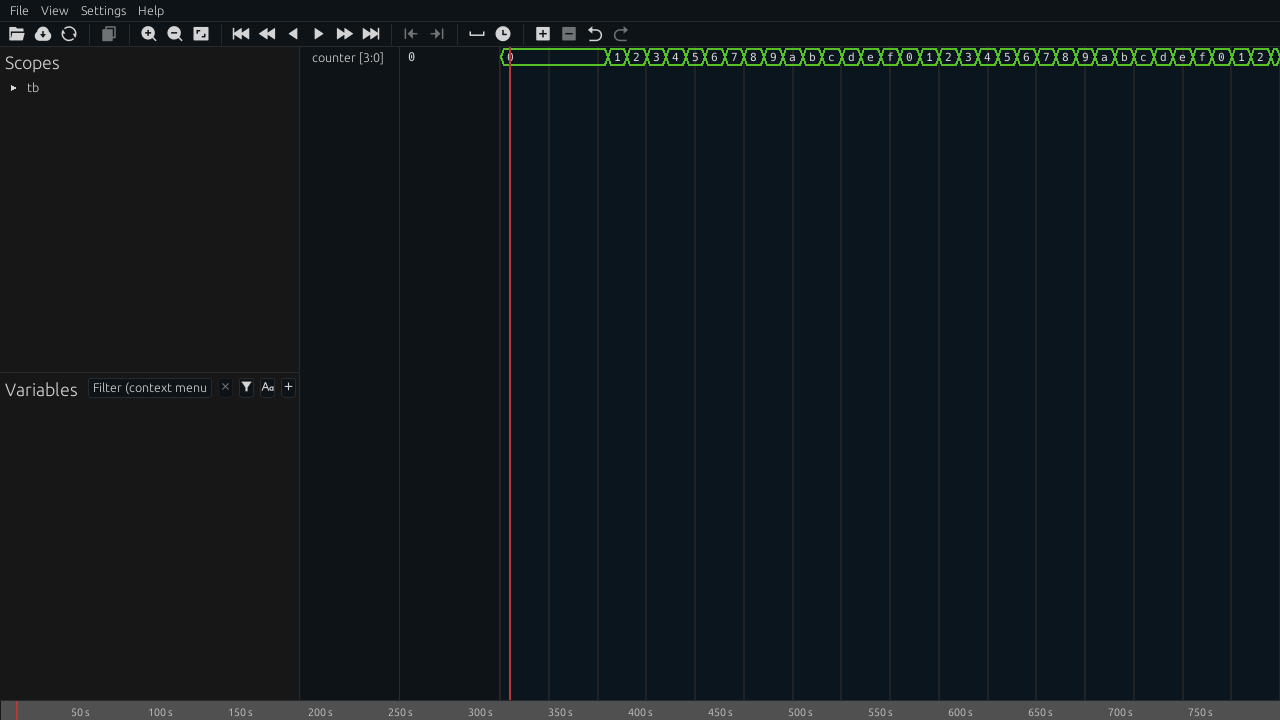 File View Settings Help
Scopes
tb
Variables
Filter (context menu
Aa
counter [3:0]
0
0 1 2 3 4 5 6 7 8 9 a b c d e f 0 1 2 3 4 5 6 7 8 9 a b c d e f 0 1 2
50 s 100 s 150 s 200 s 250 s 300 s 350 s 400 s 450 s 500 s 550 s 600 s 650 s 700 s 750 s